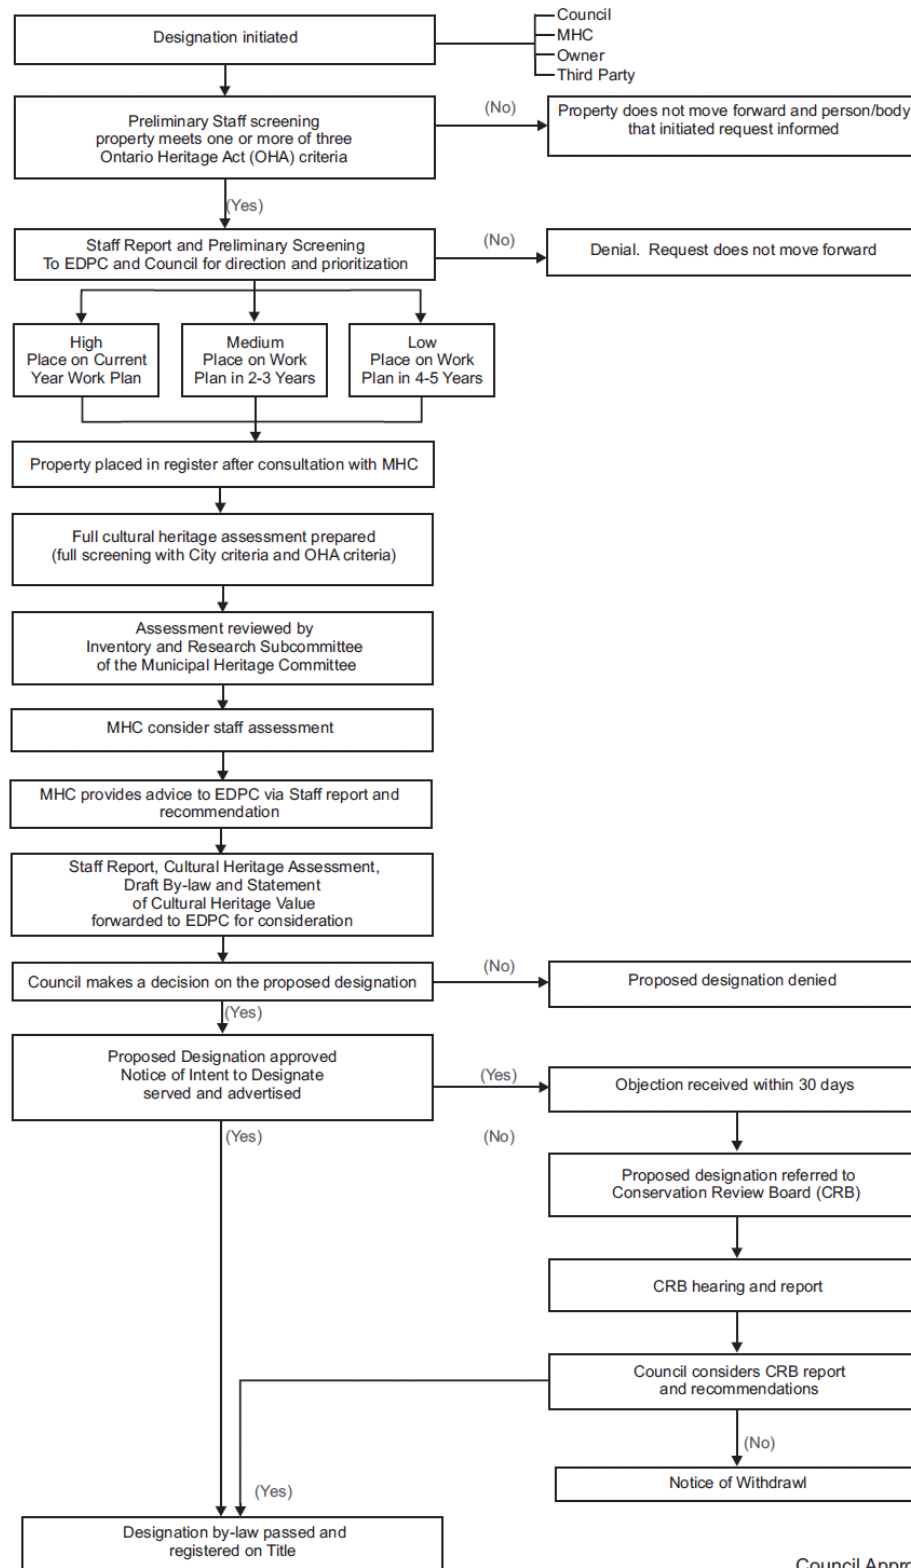 Designation initiated
Council
MHC
Owner
Third Party
Preliminary Staff screening
property meets one or more of three
Ontario Heritage Act (OHA) criteria
(No)
Property does not move forward and person/body
that initiated request informed
(Yes)
Staff Report and Preliminary Screening
To EDPC and Council for direction and prioritization
(No)
Denial.  Request does not move forward
High
Place on Current
Year Work Plan
Medium
Place on Work
Plan in 2-3 Years
Low
Place on Work
Plan in 4-5 Years
Property placed in register after consultation with MHC
Full cultural heritage assessment prepared
(full screening with City criteria and OHA criteria)
Assessment reviewed by
Inventory and Research Subcommittee
of the Municipal Heritage Committee
MHC consider staff assessment
MHC provides advice to EDPC via Staff report and
recommendation
Staff Report, Cultural Heritage Assessment,
Draft By-law and Statement
of Cultural Heritage Value
forwarded to EDPC for consideration
Council makes a decision on the proposed designation
(No)
Proposed designation denied
(Yes)
Proposed Designation approved
Notice of Intent to Designate
served and advertised
(Yes)
Objection received within 30 days
(Yes)
(No)
Proposed designation referred to
Conservation Review Board (CRB)
CRB hearing and report
Council considers CRB report
and recommendations
(No)
Notice of Withdrawl
(Yes)
Designation by-law passed and
registered on Title
Council Appro